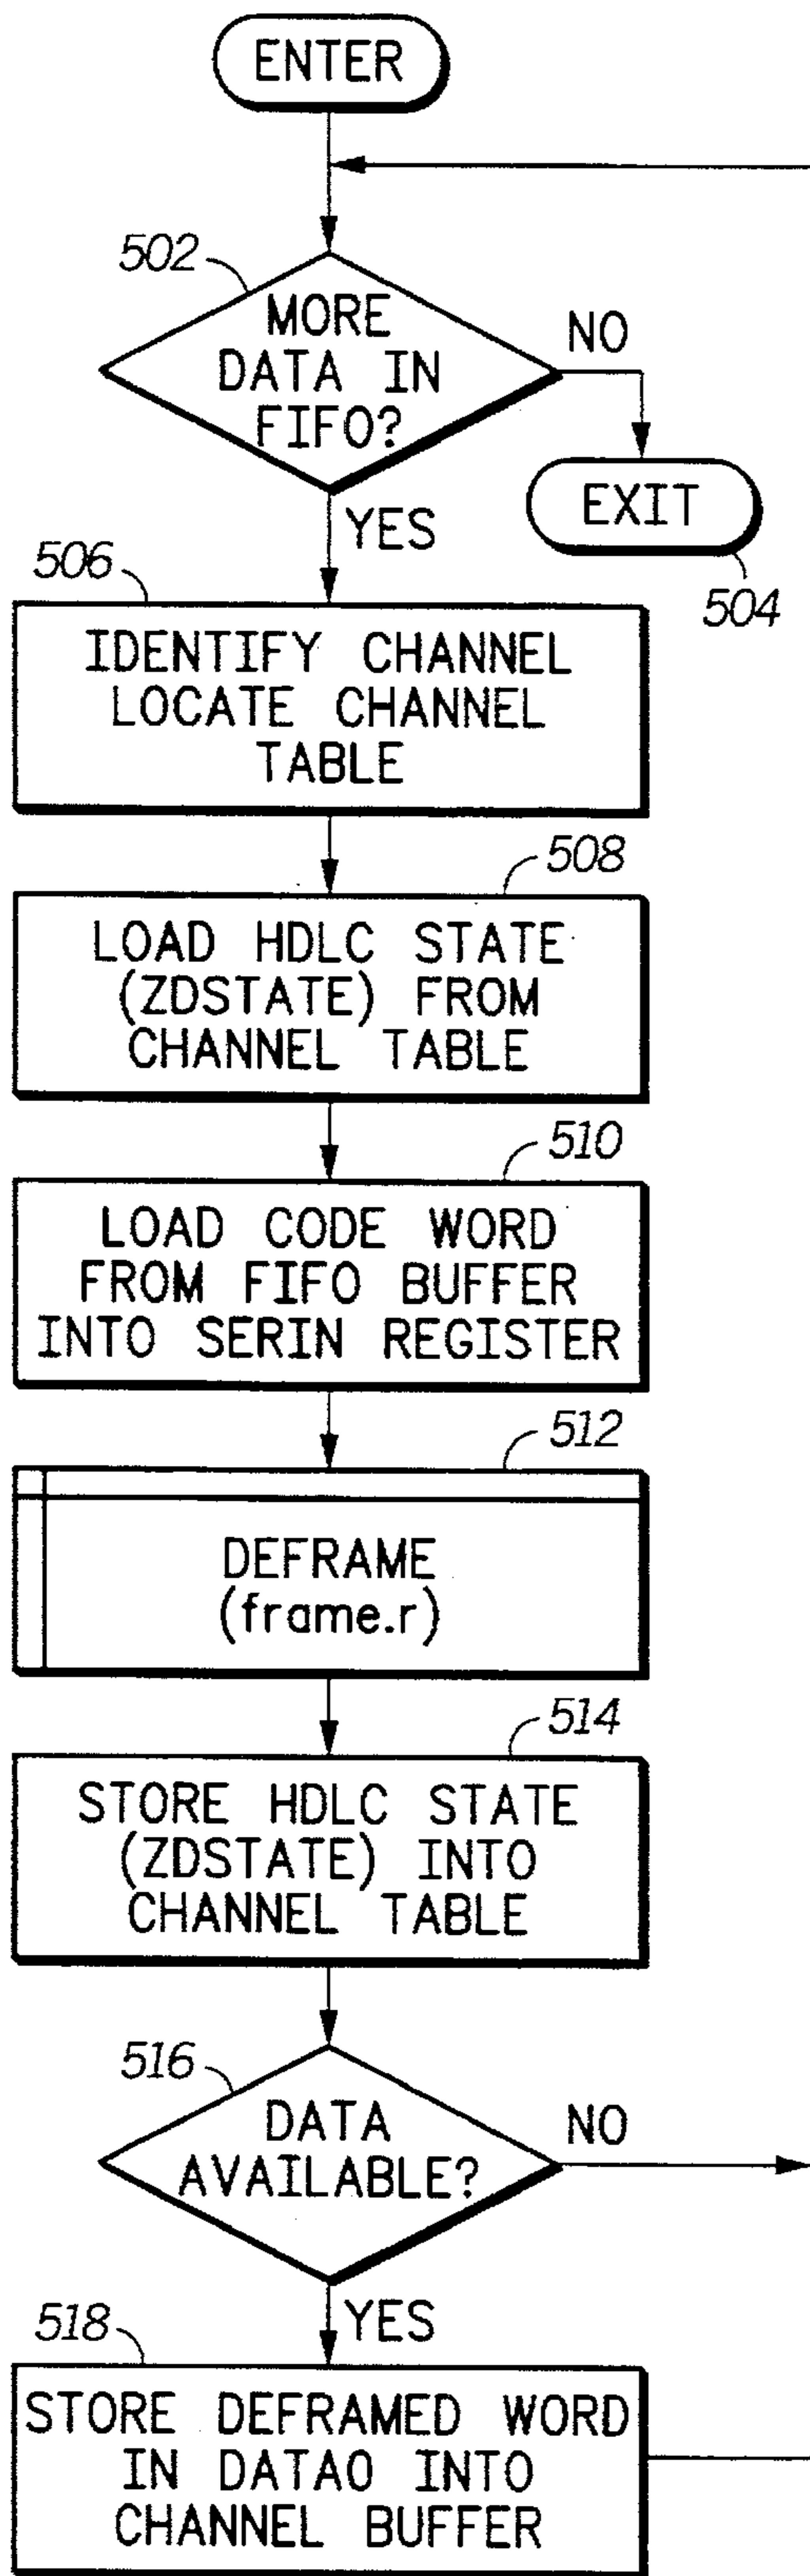 ENTER
502
MORE
DATA IN
FIFO?
NO
EXIT
504
YES
506
IDENTIFY CHANNEL
LOCATE CHANNEL
TABLE
508
LOAD HDLC STATE
(ZDSTATE) FROM
CHANNEL TABLE
510
LOAD CODE WORD
FROM FIFO BUFFER
INTO SERIN REGISTER
512
DEFRAME
(frame.r)
514
STORE HDLC STATE
(ZDSTATE) INTO
CHANNEL TABLE
516
DATA
AVAILABLE?
NO
YES
518
STORE DEFRAMED WORD
IN DATAO INTO
CHANNEL BUFFER